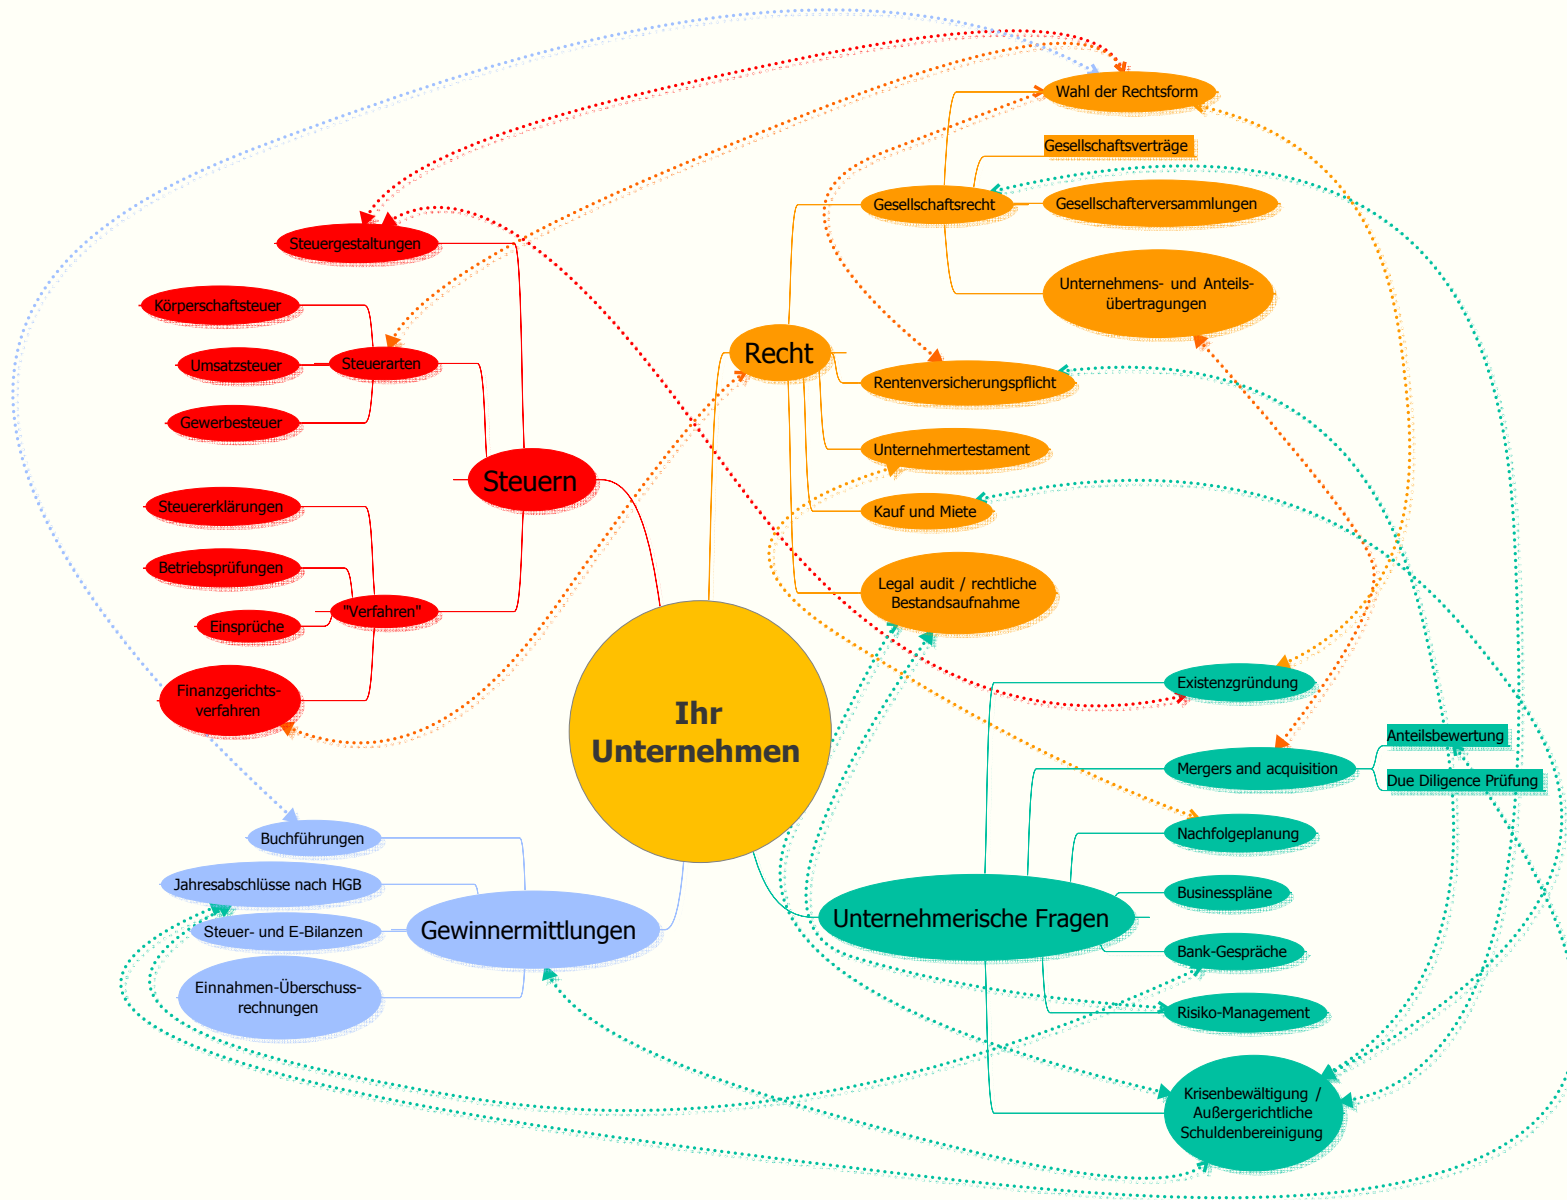 Wahl der Rechtsform
Gesellschaftsverträge
Gesellschaftsrecht
Gesellschafterversammlungen
Unternehmens- und Anteils-
übertragungen
Recht
Rentenversicherungspflicht
Unternehmertestament
Kauf und Miete
Legal audit / rechtliche
Bestandsaufnahme
Steuergestaltungen
Körperschaftsteuer
Umsatzsteuer
Steuerarten
Gewerbesteuer
Steuern
Steuererklärungen
Betriebsprüfungen
"Verfahren"
Einsprüche
Finanzgerichts-
verfahren
Ihr
Unternehmen
Existenzgründung
Anteilsbewertung
Mergers and acquisition
Due Diligence Prüfung
Nachfolgeplanung
Businesspläne
Unternehmerische Fragen
Bank-Gespräche
Risiko-Management
Krisenbewältigung /
Außergerichtliche
Schuldenbereinigung
Buchführungen
Jahresabschlüsse nach HGB
Steuer- und E-Bilanzen
Gewinnermittlungen
Einnahmen-Überschuss-
rechnungen